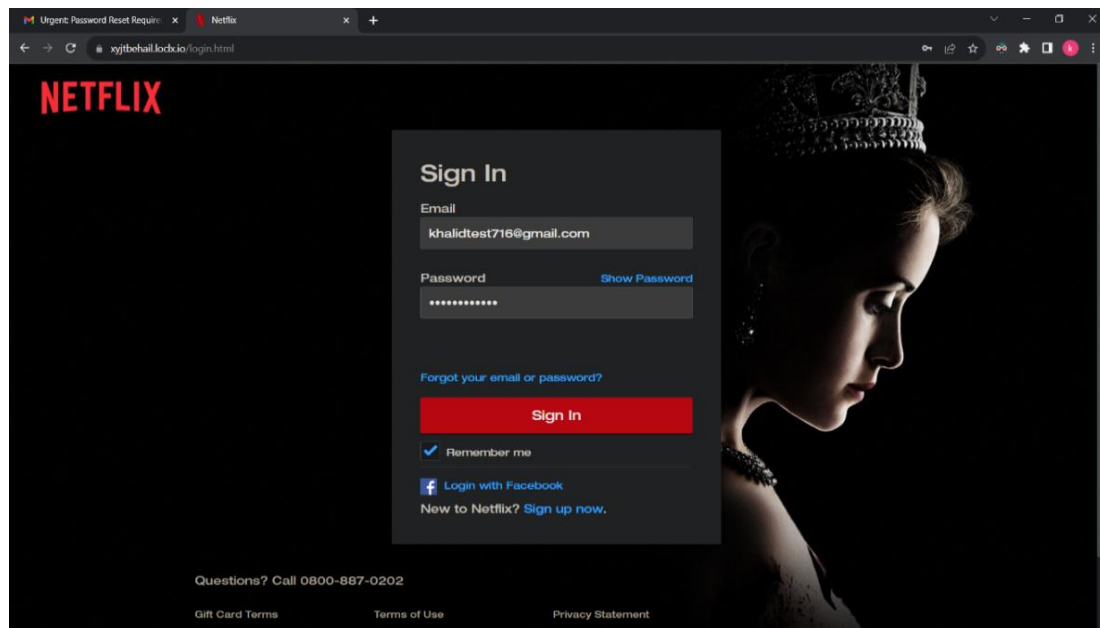 Urgent: Password Reset Require
Netflix
xyjtbehail.lodx.io/login.html
k
NETFLIX
Sign In
Email
khalidtest716@gmail.com
Password Show Password
••••••••••••
Forgot your email or password?
Sign In
Remember me
Login with Facebook
New to Netflix? Sign up now.
Questions? Call 0800-887-0202
Gift Card Terms Terms of Use Privacy Statement